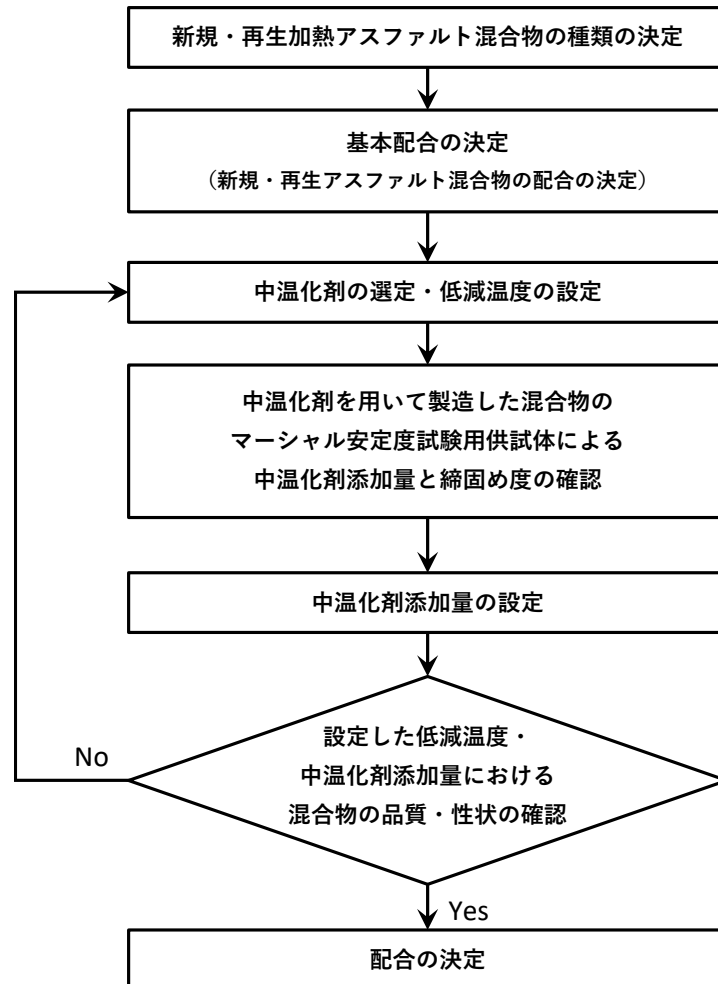 新規・再生加熱アスファルト混合物の種類の決定
基本配合の決定
（新規・再生アスファルト混合物の配合の決定）
中温化剤の選定・低減温度の設定
中温化剤を用いて製造した混合物の
マーシャル安定度試験用供試体による
中温化剤添加量と締固め度の確認
中温化剤添加量の設定
設定した低減温度・
中温化剤添加量における
混合物の品質・性状の確認
No
Yes
配合の決定